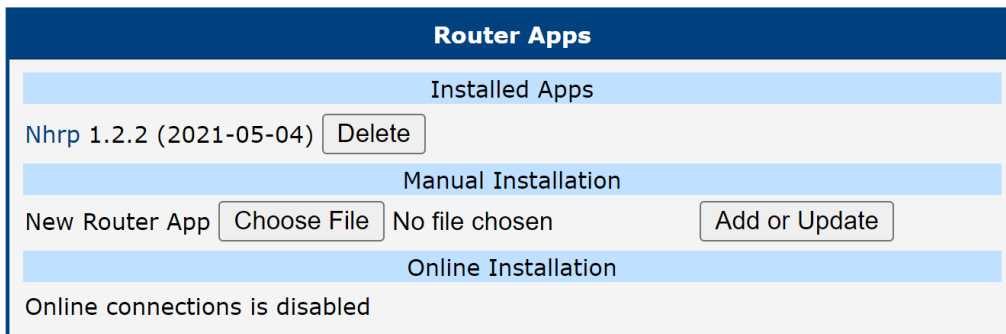 Router Apps
Installed Apps
Nhrp 1.2.2 (2021-05-04) Delete
Manual Installation
New Router App Choose File No file chosen Add or Update
Online Installation
Online connections is disabled